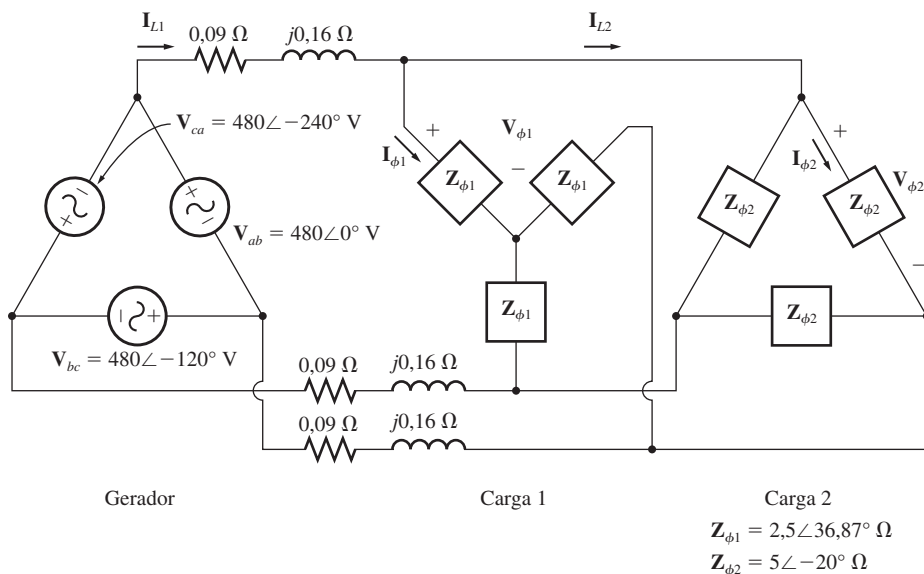 I_L1
0,09 Ω
j0,16 Ω
I_L2
V_ca = 480∠−240° V
+
V_ϕ1
+
I_ϕ1
−
Z_ϕ1
Z_ϕ1
I_ϕ2
V_ϕ2
Z_ϕ2
Z_ϕ2
−
+
+
−
V_ab = 480∠0° V
−
Z_ϕ1
Z_ϕ2
−
+
V_bc = 480∠−120° V
0,09 Ω
j0,16 Ω
0,09 Ω
j0,16 Ω
Gerador
Carga 1
Carga 2
Z_ϕ1 = 2,5∠36,87° Ω
Z_ϕ2 = 5∠−20° Ω